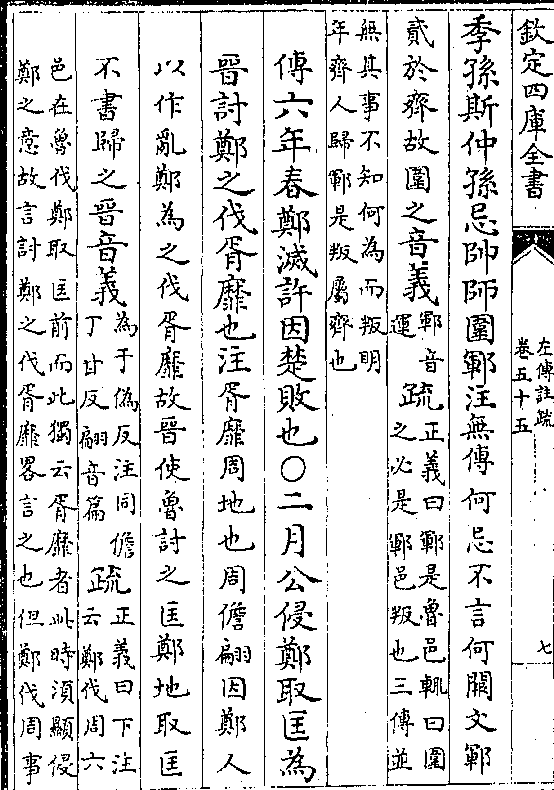 欽定四庫全書
左傳註疏
卷五十五
七
季孫斯仲孫忌帥師圍鄆注無傳何忌不言何闕文鄆
貳於齊故圍之音義鄆音
運疏正義曰鄆是魯邑輒曰圍
之必是鄆邑叛也三傳並
無其事不知何為而叛明
年齊人歸鄆是叛屬齊也
傳六年春鄭滅許因楚敗也〇二月公侵鄭取匡為
晉討鄭之伐胥靡也注胥靡周地也周儋翩因鄭人
以作亂鄭為之伐胥靡故晉使魯討之匡鄭地取匡
不書歸之晉音義為于偽反注同儋
丁甘反翩音篇疏正義曰下注
云鄭伐周六
邑在魯伐鄭取匡前而此獨云胥靡者此時須顯侵
鄭之意故言討鄭之伐胥靡畧言之也但鄭伐周事